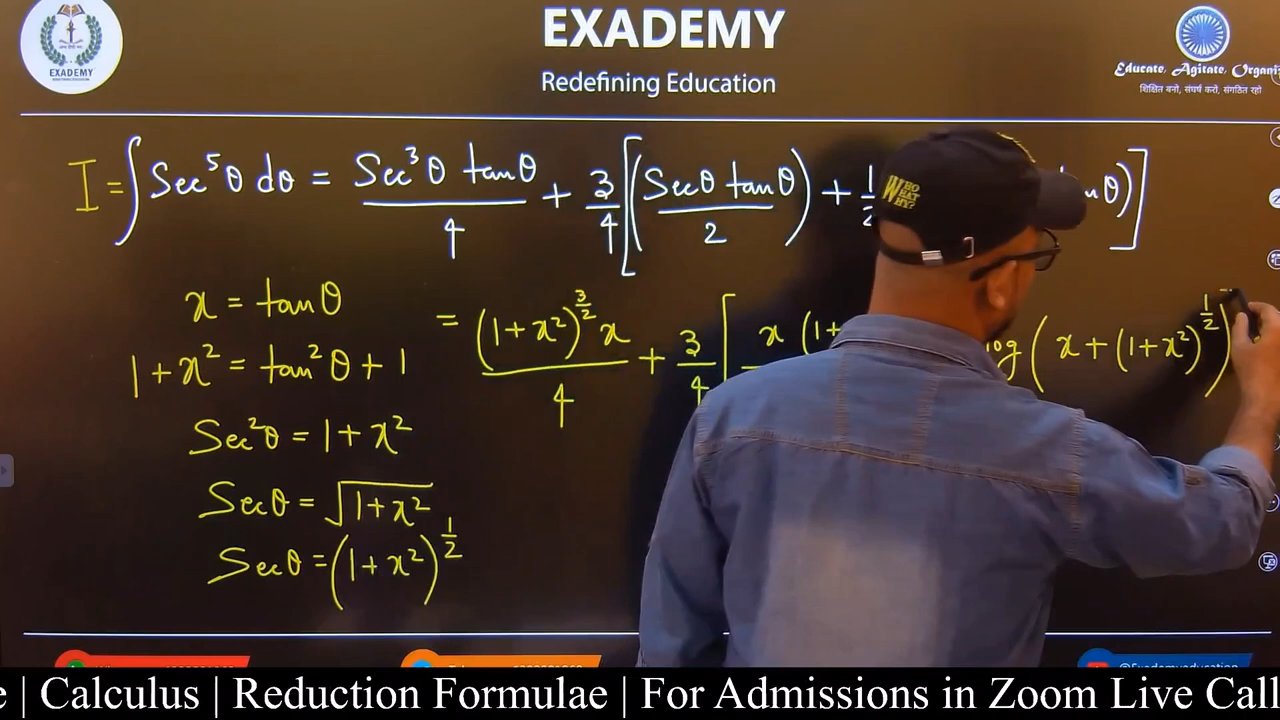 EXADEMY
Redefining Education
EXADEMY
Educate, Agitate, Organi
शिक्षित बनो, संघर्ष करो, संगठित रहो
I = ∫ Sec⁵θ dθ = Sec³θ tanθ / 4 + 3/4 [ ( Secθ tanθ / 2 ) + 1/2 θ) ]
WHO WHAT WHY?
x = tanθ
= (1+x²)^{3/2} x / 4 + 3/4 [ x (1+ log ( x + (1+x²)^{1/2} )
1 + x² = tan²θ + 1
Sec²θ = 1 + x²
Secθ = √(1+x²)
Secθ = (1+x²)^{1/2}
@Exademyeducation
e | Calculus | Reduction Formulae | For Admissions in Zoom Live Call